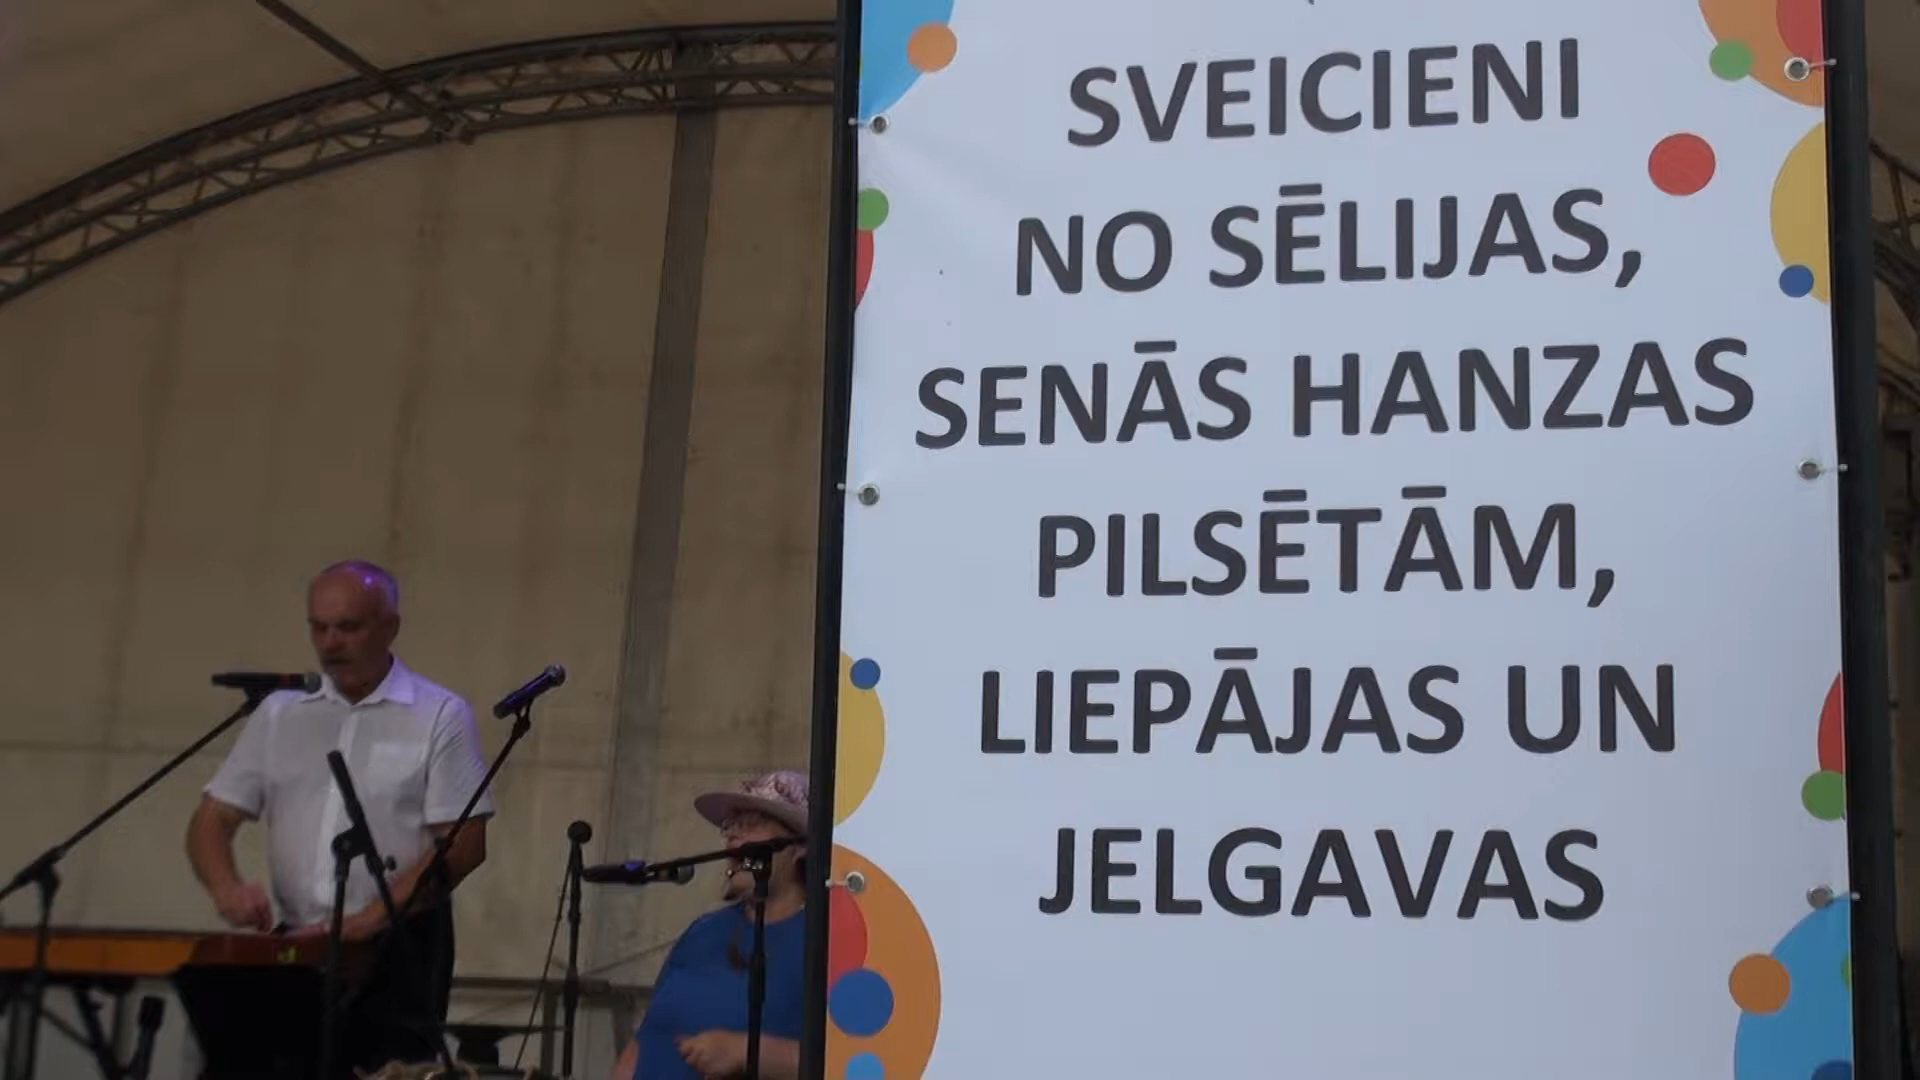 SVEICIENI
NO SĒLIJAS,
SENĀS HANZAS
PILSĒTĀM,
LIEPĀJAS UN
JELGAVAS